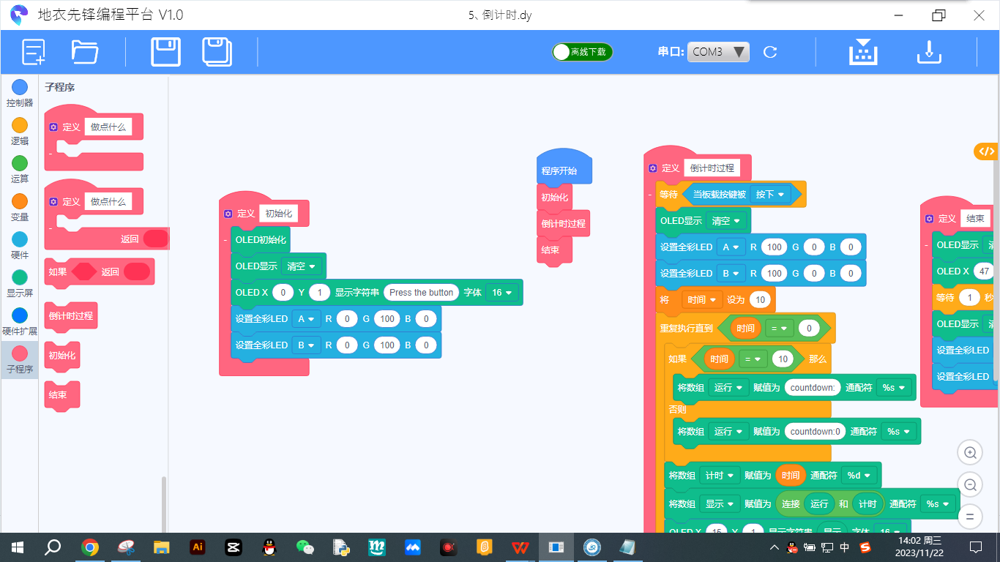 地衣先锋编程平台 V1.0
5、倒计时.dy
离线下载
串口:
COM3
控制器
逻辑
运算
变量
硬件
显示屏
硬件扩展
子程序
子程序
定义 做点什么
-
定义 做点什么
-
返回
如果 返回
倒计时过程
初始化
结束
定义 初始化
-
OLED初始化
OLED显示 清空
OLED X 0 Y 1 显示字符串 Press the button 字体 16
设置全彩LED A R 0 G 100 B 0
设置全彩LED B R 0 G 100 B 0
程序开始
初始化
倒计时过程
结束
定义 倒计时过程
- 等待 当板载按键被 按下
OLED显示 清空
设置全彩LED A R 100 G 0 B 0
设置全彩LED B R 100 G 0 B 0
将 时间 设为 10
重复执行直到 时间 = 0
如果 时间 = 10 那么
将数组 运行 赋值为 countdown: 通配符 %s
否则
将数组 运行 赋值为 countdown:0 通配符 %s
将数组 计时 赋值为 时间 通配符 %d
将数组 显示 赋值为 连接 运行 和 计时 通配符 %s
OLED X 15 Y 1 显示字符串 显示 字体 16
</>
定义 结束
-
OLED显示
OLED X 47
等待 1 秒
OLED显示
设置全彩LED
设置全彩LED
=
中
14:02 周三
2023/11/22